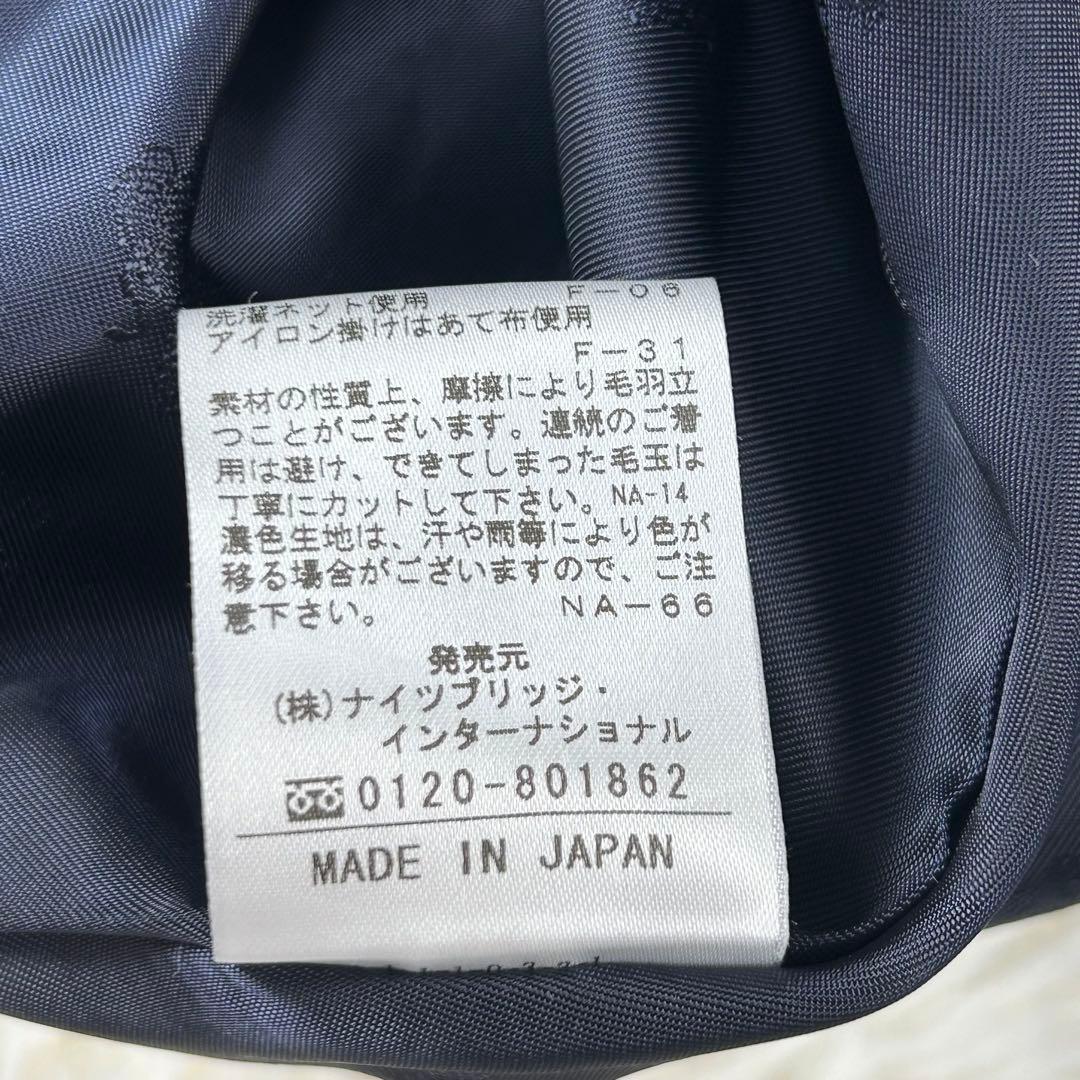 洗濯ネット使用 F-06
アイロン掛けはあて布使用
F-31
素材の性質上、摩擦により毛羽立
つことがございます。連続のご着
用は避け、できてしまった毛玉は
丁寧にカットして下さい。NA-14
濃色生地は、汗や雨等により色が
移る場合がございますので、ご注
意下さい。 NA-66
発売元
(株)ナイツブリッジ・
インターナショナル
0120-801862
MADE IN JAPAN